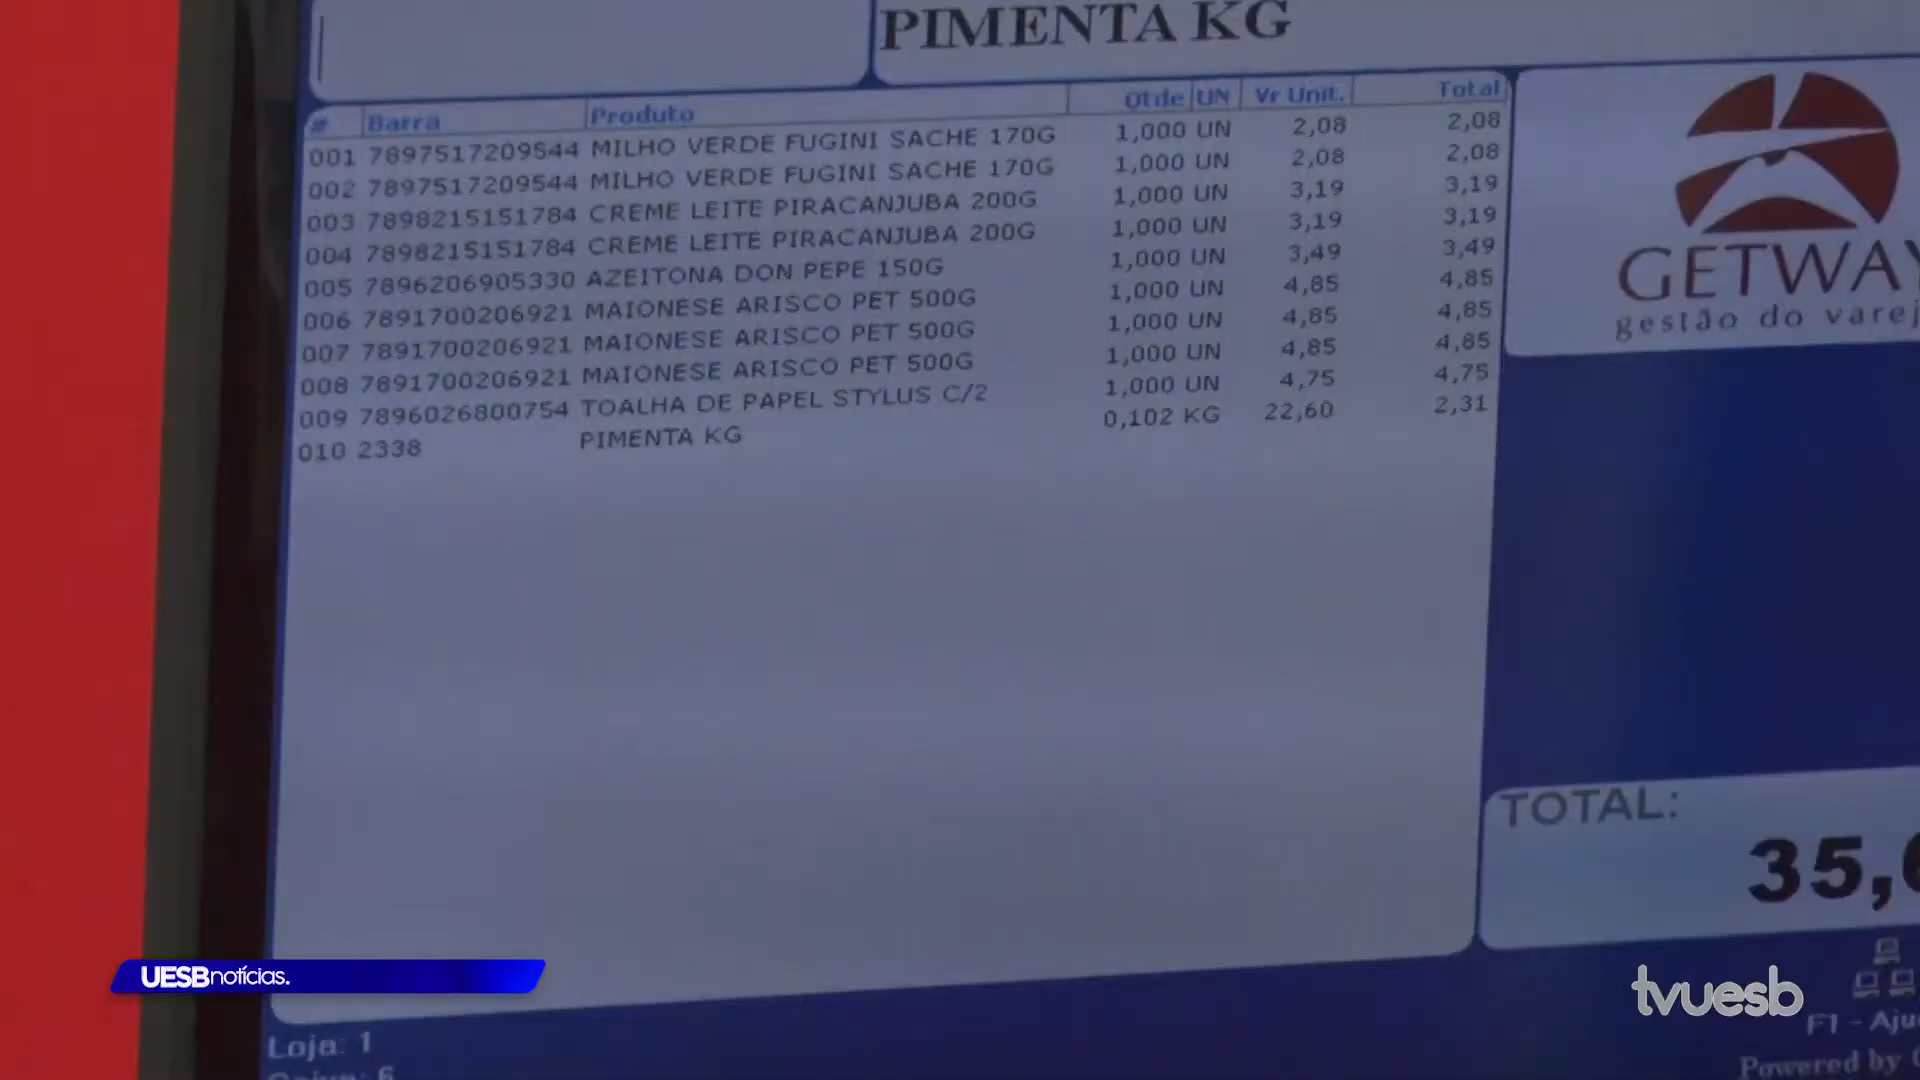 PIMENTA KG
# Barra Produto Qtde UN Vr Unit. Total
001 7897517209544 MILHO VERDE FUGINI SACHE 170G 1,000 UN 2,08 2,08
002 7897517209544 MILHO VERDE FUGINI SACHE 170G 1,000 UN 2,08 2,08
003 7898215151784 CREME LEITE PIRACANJUBA 200G 1,000 UN 3,19 3,19
004 7898215151784 CREME LEITE PIRACANJUBA 200G 1,000 UN 3,19 3,19
005 7896206905330 AZEITONA DON PEPE 150G 1,000 UN 3,49 3,49
006 7891700206921 MAIONESE ARISCO PET 500G 1,000 UN 4,85 4,85
007 7891700206921 MAIONESE ARISCO PET 500G 1,000 UN 4,85 4,85
008 7891700206921 MAIONESE ARISCO PET 500G 1,000 UN 4,85 4,85
009 7896026800754 TOALHA DE PAPEL STYLUS C/2 1,000 UN 4,75 4,75
010 2338 PIMENTA KG 0,102 KG 22,60 2,31
GETWAY
gestão do varej
TOTAL:
35,6
UESBnotícias.
tvuesb
F1 - Aju
Powered by
Loja: 1
6